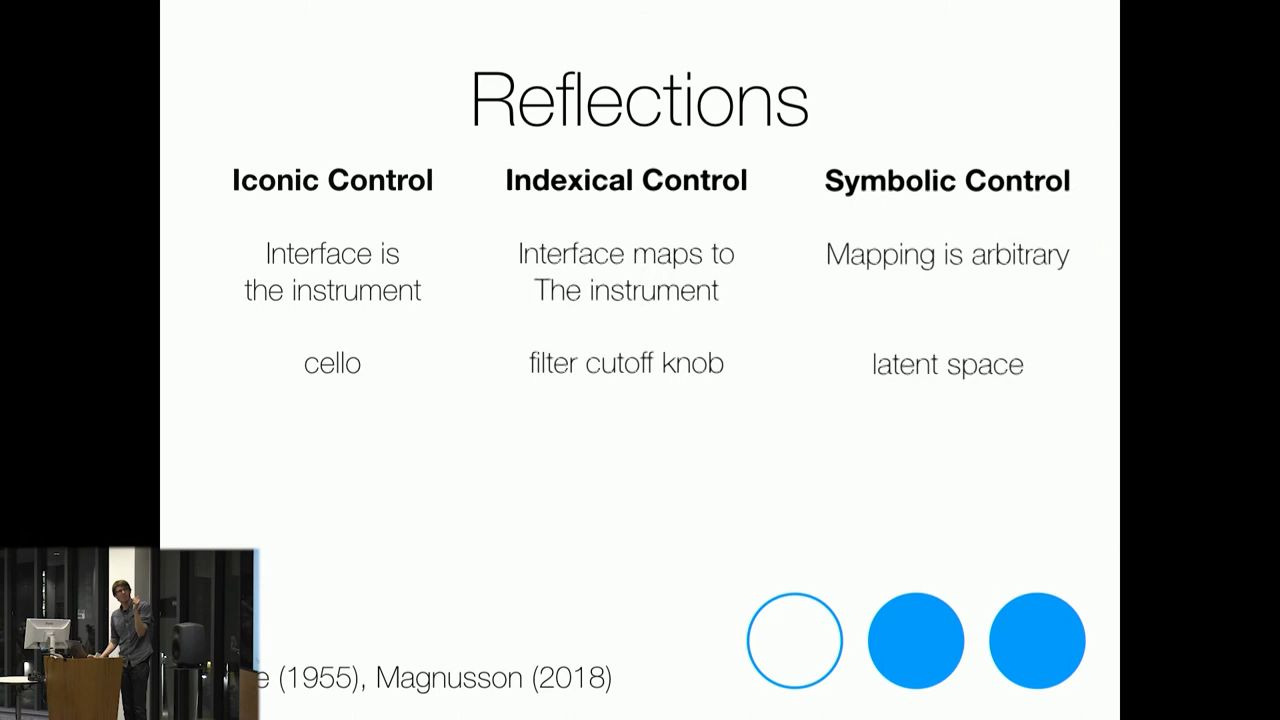 Reflections
Iconic Control
Indexical Control
Symbolic Control
Interface is
the instrument
Interface maps to
The instrument
Mapping is arbitrary
cello
filter cutoff knob
latent space
e (1955), Magnusson (2018)